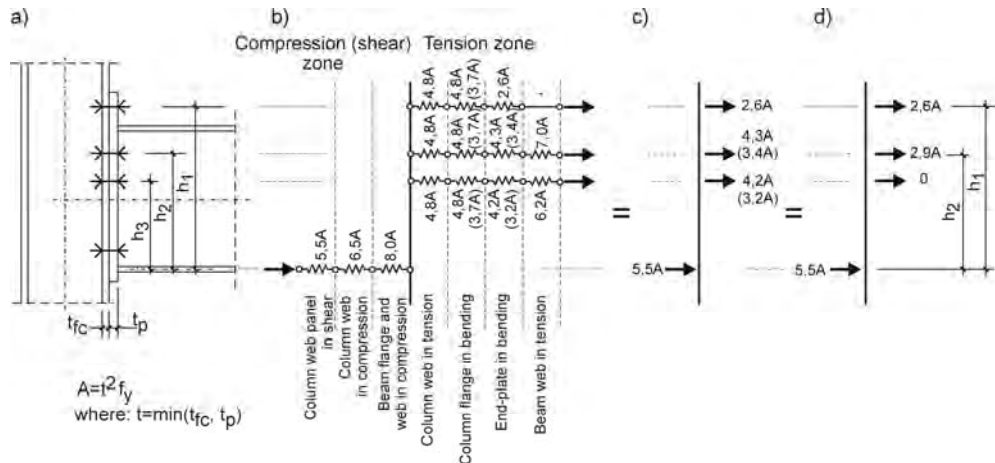 a)
b)
c)
d)
Compression (shear)
zone
Tension zone
4,8A
4,8A
(3,7A)
2,6A
-
4,8A
4,8A
(3,7A)
4,3A
(3,4A)
7,0A
4,8A
4,8A
(3,7A)
4,2A
(3,2A)
6,2A
5,5A
6,5A
8,0A
Column web panel
in shear
Column web
in compression
Beam flange and
web in compression
Column web in tension
Column flange in bending
End-plate in bending
Beam web in tension
h3
h2
h1
tfc
tp
A=t2fy
where: t=min(tfc, tp)
=
2,6A
4,3A
(3,4A)
4,2A
(3,2A)
5,5A
=
2,6A
2,9A
0
5,5A
h2
h1